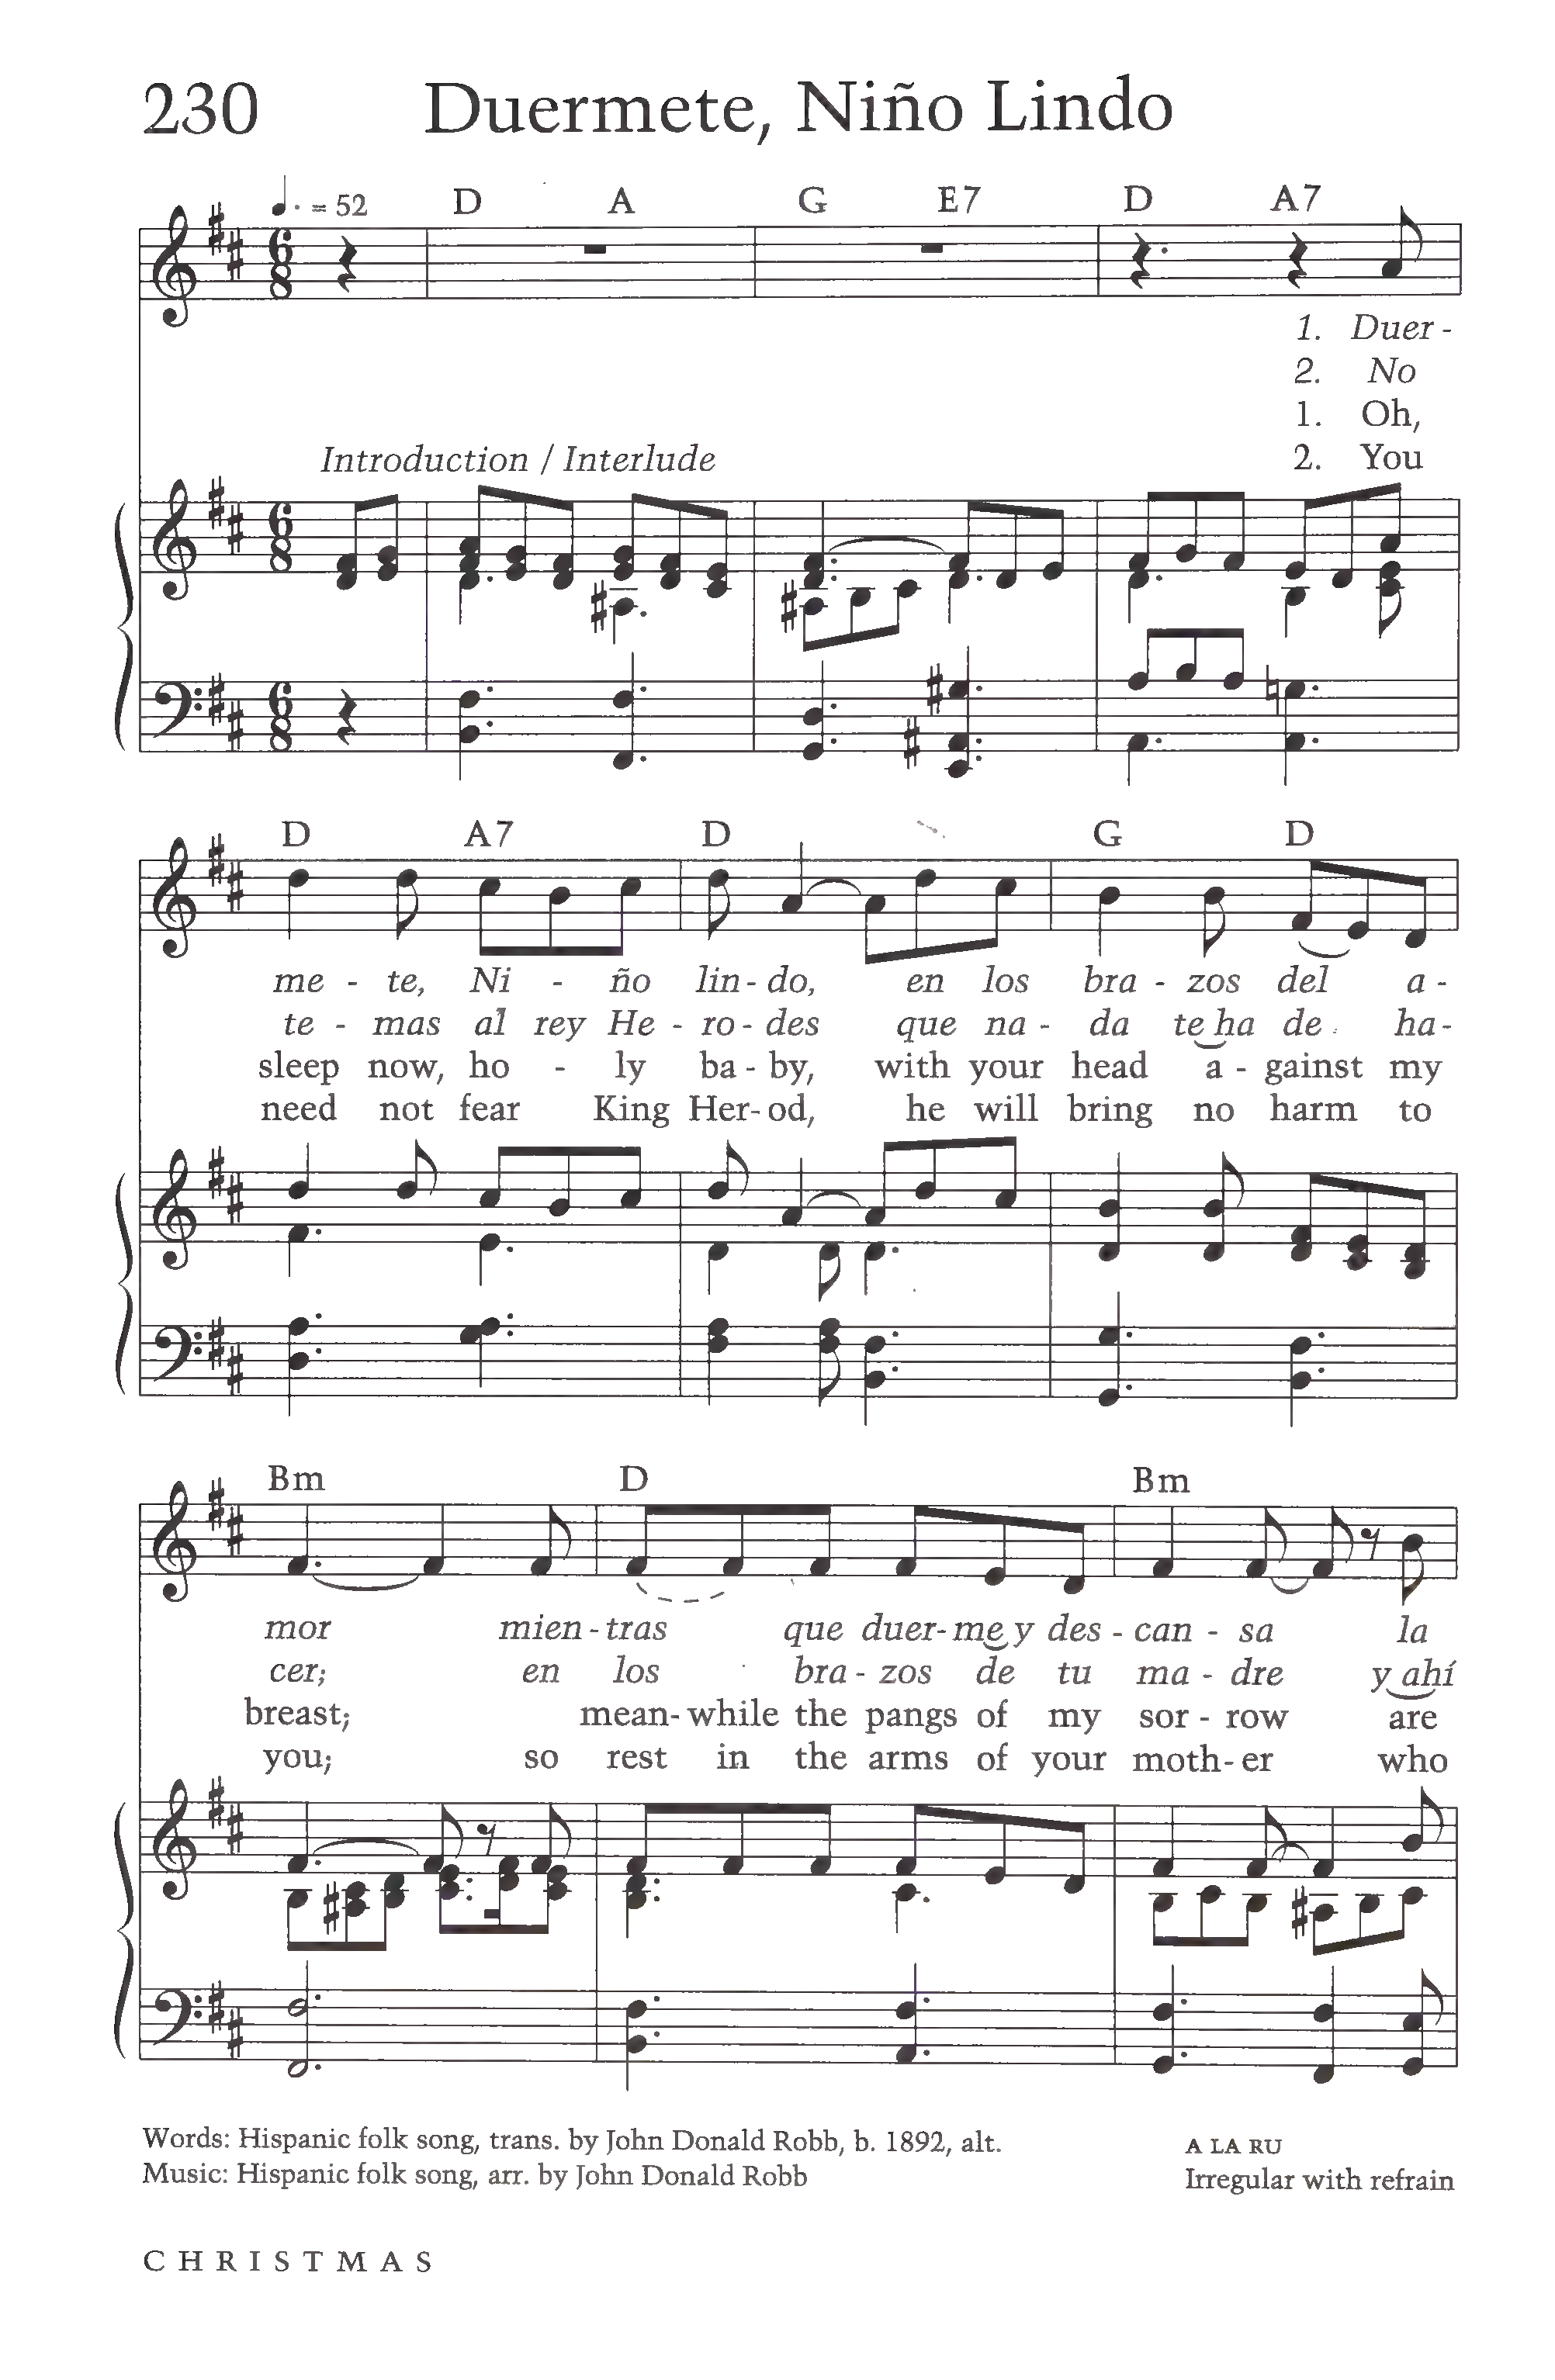 230 Duermete, Niño Lindo
♩. = 52 D A G E7 D A7
1. Duer-
2. No
1. Oh,
2. You
Introduction / Interlude
D A7 D G D
me - te, Ni - ño lin - do, en los bra - zos del a -
te - mas al rey He - ro - des que na - da te ha de ha -
sleep now, ho - ly ba - by, with your head a - gainst my
need not fear King Her - od, he will bring no harm to
Bm D Bm
mor mien - tras que duer - me y des - can - sa la
cer; en los bra - zos de tu ma - dre y ahí
breast; mean - while the pangs of my sor - row are
you; so rest in the arms of your moth - er who
Words: Hispanic folk song, trans. by John Donald Robb, b. 1892, alt.
Music: Hispanic folk song, arr. by John Donald Robb
A LA RU
Irregular with refrain
CHRISTMAS